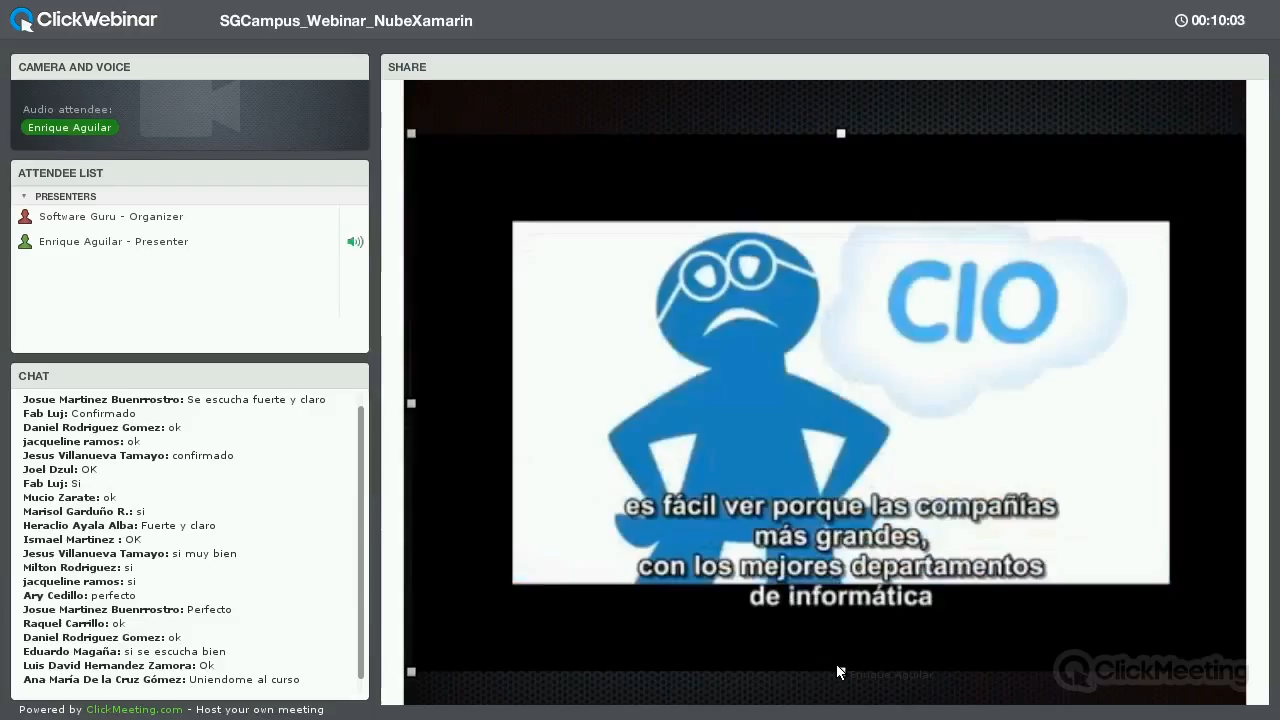 ClickWebinar
SGCampus_Webinar_NubeXamarin
00:10:03
CAMERA AND VOICE
Audio attendee:
Enrique Aguilar
ATTENDEE LIST
PRESENTERS
Software Guru - Organizer
Enrique Aguilar - Presenter
CHAT
Josue Martinez Buenrrostro: Se escucha fuerte y claro
Fab Luj: Confirmado
Daniel Rodriguez Gomez: ok
jacqueline ramos: ok
Jesus Villanueva Tamayo: confirmado
Joel Dzul: OK
Fab Luj: Si
Mucio Zarate: ok
Marisol Garduño R.: si
Heraclio Ayala Alba: Fuerte y claro
Ismael Martinez : OK
Jesus Villanueva Tamayo: si muy bien
Milton Rodriguez: si
jacqueline ramos: si
Ary Cedillo: perfecto
Josue Martinez Buenrrostro: Perfecto
Raquel Carrillo: ok
Daniel Rodriguez Gomez: ok
Eduardo Magaña: si se escucha bien
Luis David Hernandez Zamora: Ok
Ana María De la Cruz Gómez: Uniendome al curso
Powered by ClickMeeting.com - Host your own meeting
SHARE
CIO
es fácil ver porque las compañías
más grandes,
con los mejores departamentos
de informática
Enrique Aguilar
ClickMeeting